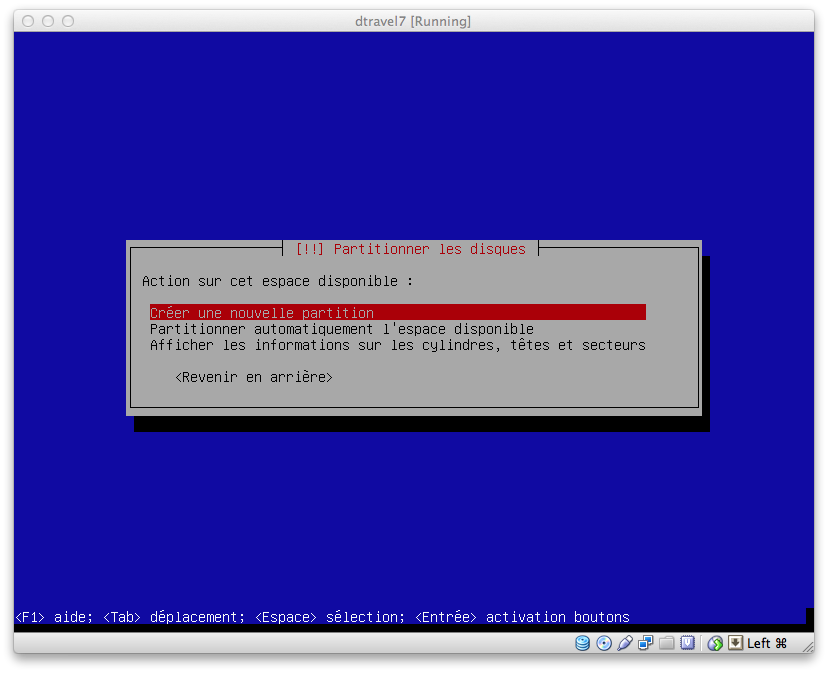 dtravel7 [Running]
[!!] Partitionner les disques
Action sur cet espace disponible :
Créer une nouvelle partition
Partitionner automatiquement l'espace disponible
Afficher les informations sur les cylindres, têtes et secteurs
<Revenir en arrière>
<F1> aide; <Tab> déplacement; <Espace> sélection; <Entrée> activation boutons
Left ⌘